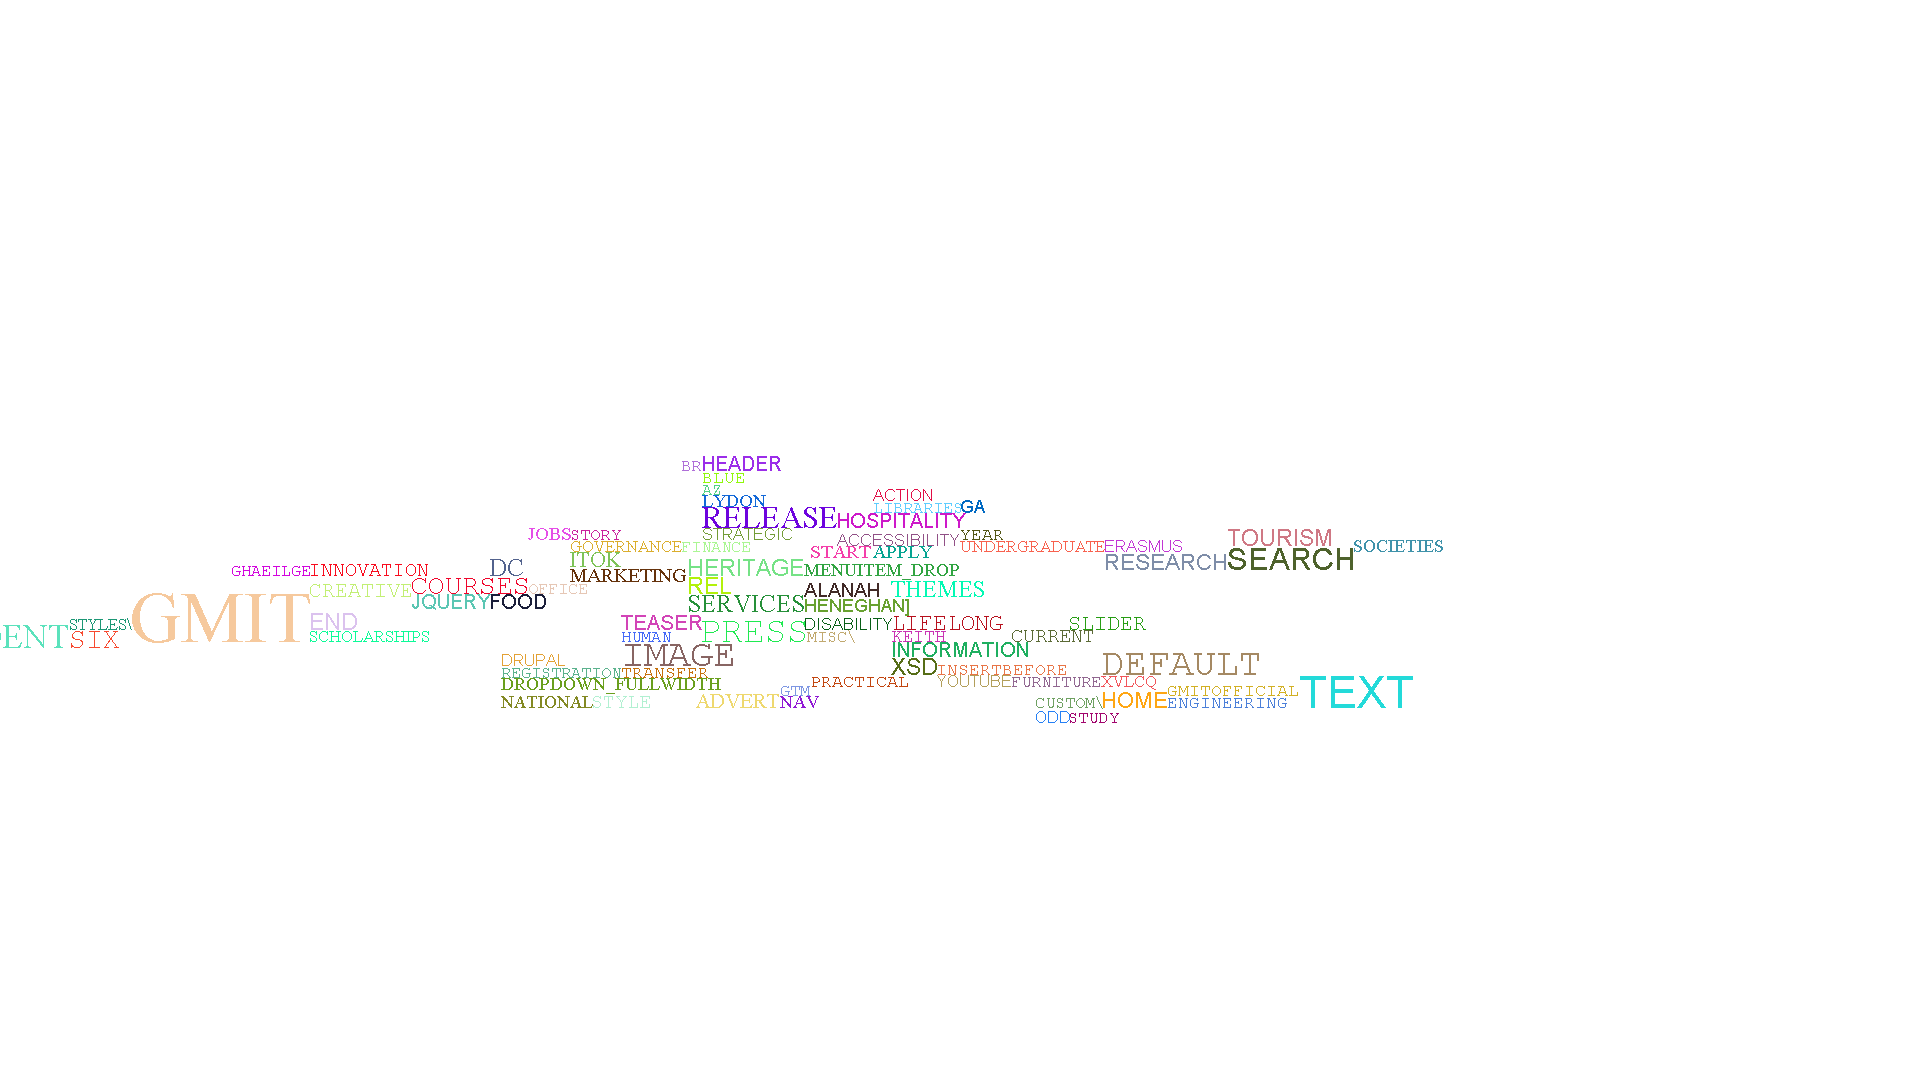 BR HEADER
BLUE
AZ
LYDON ACTION
RELEASE LIBRARIES GA
HOSPITALITY
JOBS STORY STRATEGIC ACCESSIBILITY YEAR TOURISM
GOVERNANCE FINANCE START APPLY UNDERGRADUATE ERASMUS SOCIETIES
ITOK RESEARCH SEARCH
GHAEILGE INNOVATION DC MARKETING HERITAGE MENUITEM_DROP
CREATIVE COURSES OFFICE REL ALANAH THEMES
JQUERY FOOD SERVICES HENEGHAN]
GMIT
STYLES\ END TEASER DISABILITY LIFELONG SLIDER
ENT SIX SCHOLARSHIPS HUMAN PRESS MISC\ KEITH CURRENT
IMAGE INFORMATION
DRUPAL XSD INSERTBEFORE DEFAULT
REGISTRATION TRANSFER
DROPDOWN_FULLWIDTH PRACTICAL YOUTUBE FURNITURE XVLCQ
GTM GMITOFFICIAL TEXT
NATIONAL STYLE ADVERT NAV CUSTOM\ HOME ENGINEERING
ODD STUDY